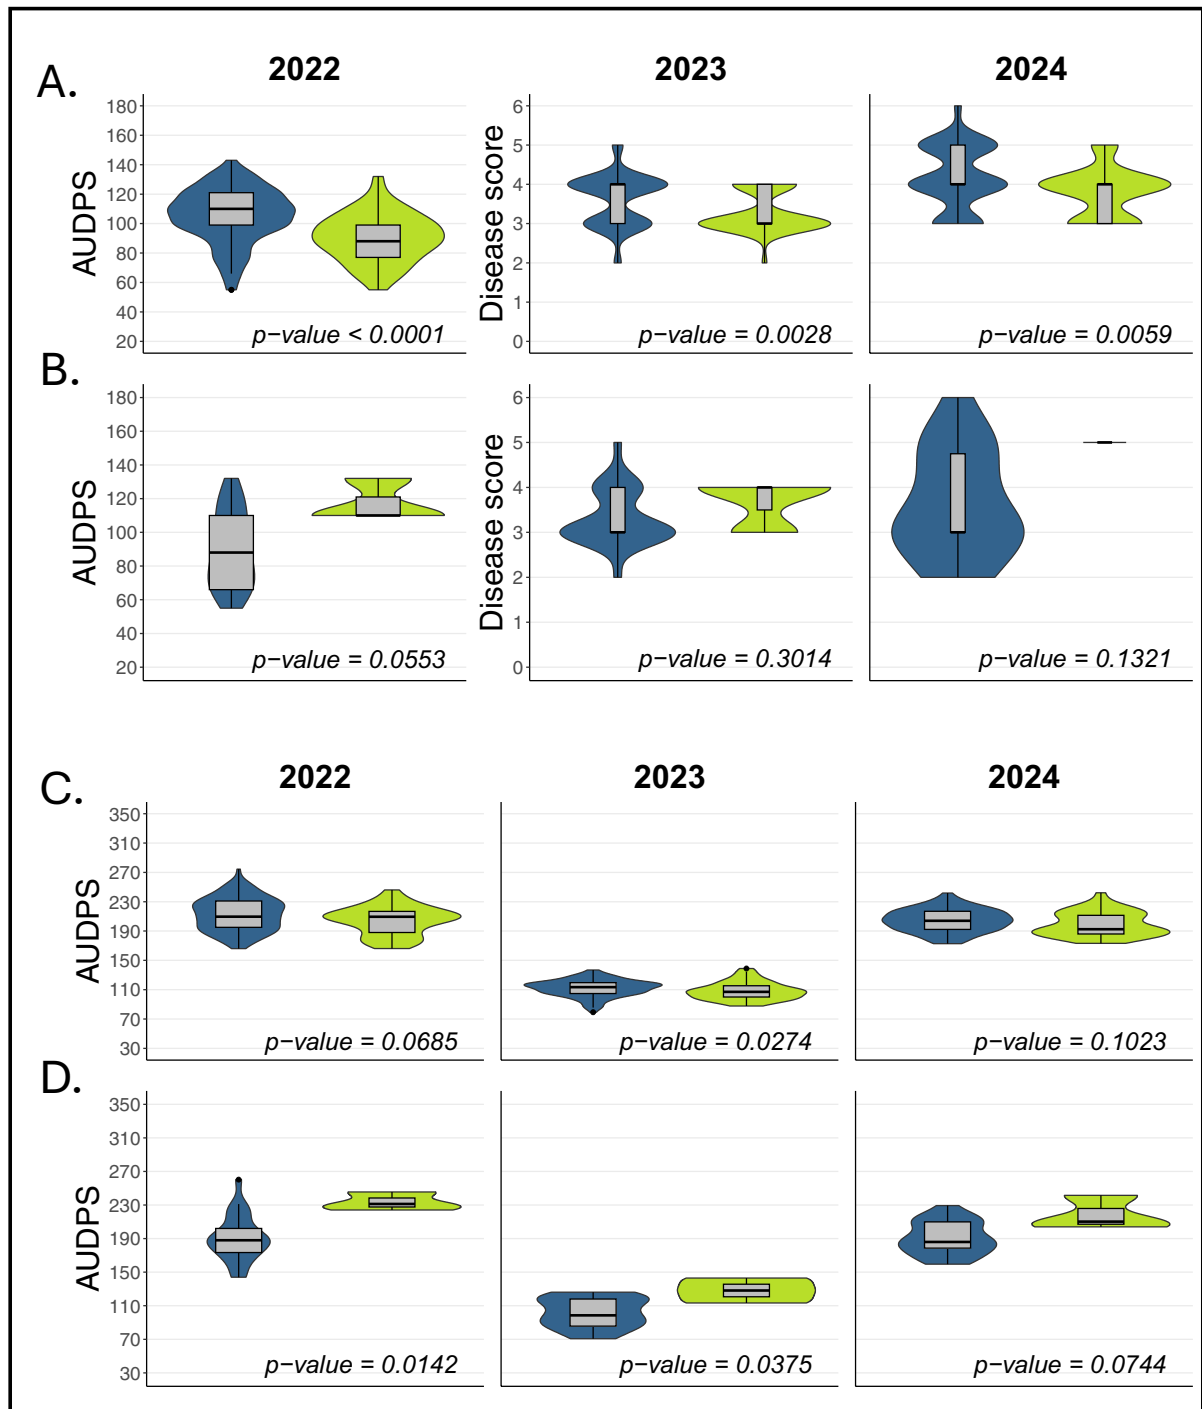 2022 2023 2024
A.
AUDPS
180
160
140
120
100
80
60
40
20
p−value < 0.0001
Disease score
6
5
4
3
2
1
0
p−value = 0.0028
p−value = 0.0059
B.
AUDPS
180
160
140
120
100
80
60
40
20
p−value = 0.0553
Disease score
6
5
4
3
2
1
0
p−value = 0.3014
p−value = 0.1321
2022 2023 2024
C.
AUDPS
350
310
270
230
190
150
110
70
30
p−value = 0.0685
p−value = 0.0274
p−value = 0.1023
D.
AUDPS
350
310
270
230
190
150
110
70
30
p−value = 0.0142
p−value = 0.0375
p−value = 0.0744